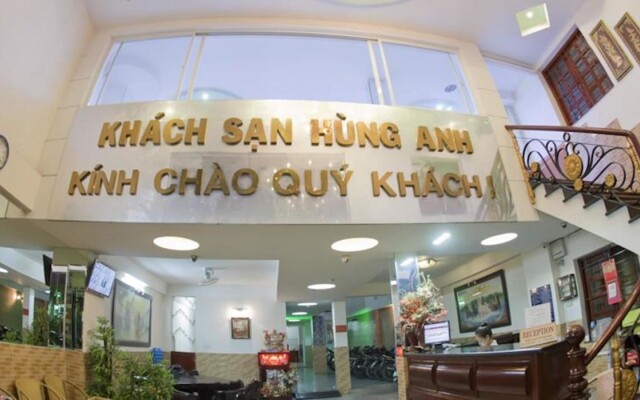 KHÁCH SẠN HÙNG ANH
KÍNH CHÀO QUÝ KHÁCH!
RECEPTION